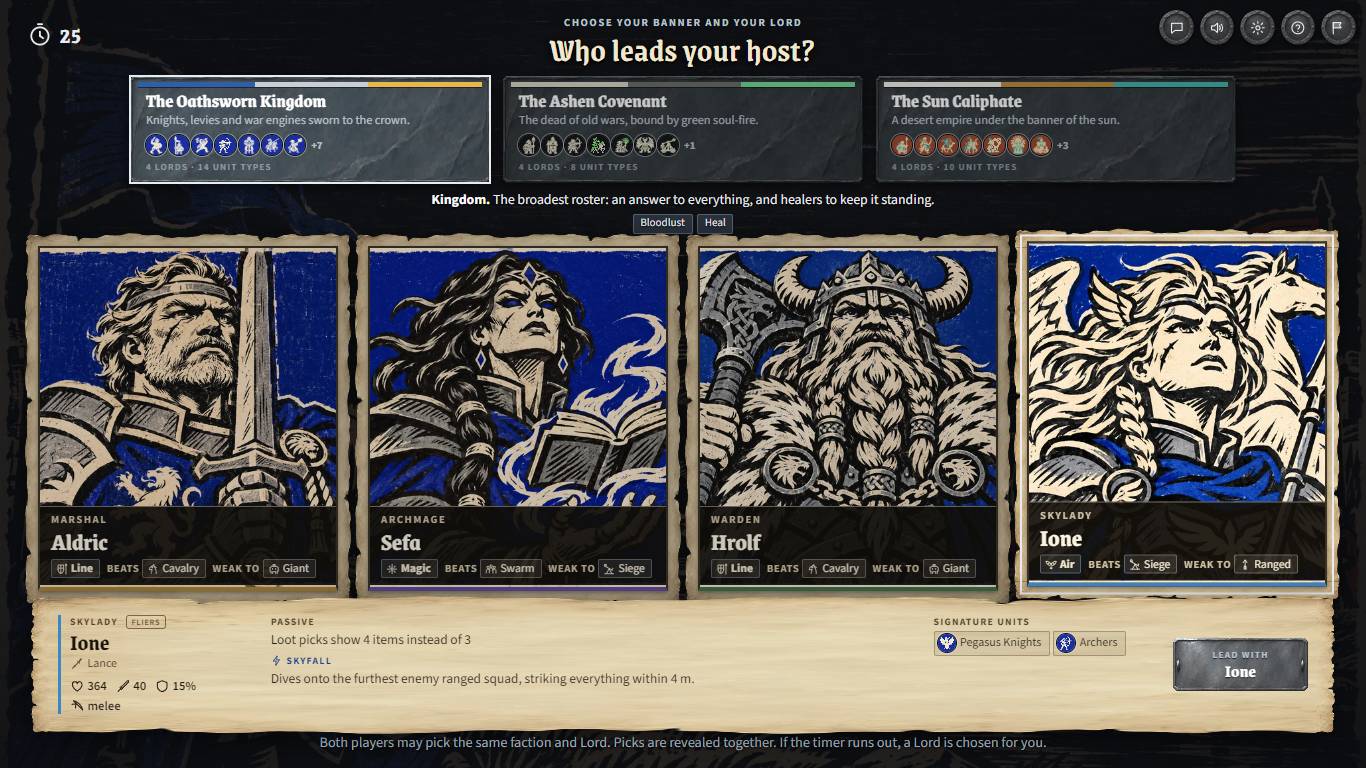 25
CHOOSE YOUR BANNER AND YOUR LORD
Who leads your host?
The Oathsworn Kingdom
Knights, levies and war engines sworn to the crown.
+7
4 LORDS · 14 UNIT TYPES
The Ashen Covenant
The dead of old wars, bound by green soul-fire.
+1
4 LORDS · 8 UNIT TYPES
The Sun Caliphate
A desert empire under the banner of the sun.
+3
4 LORDS · 10 UNIT TYPES
Kingdom. The broadest roster: an answer to everything, and healers to keep it standing.
Bloodlust Heal
MARSHAL
Aldric
Line BEATS Cavalry WEAK TO Giant
ARCHMAGE
Sefa
Magic BEATS Swarm WEAK TO Siege
WARDEN
Hrolf
Line BEATS Cavalry WEAK TO Giant
SKYLADY
Ione
Air BEATS Siege WEAK TO Ranged
SKYLADY FLIERS
Ione
Lance
364 40 15%
melee
PASSIVE
Loot picks show 4 items instead of 3
SKYFALL
Dives onto the furthest enemy ranged squad, striking everything within 4 m.
SIGNATURE UNITS
Pegasus Knights Archers
LEAD WITH
Ione
Both players may pick the same faction and Lord. Picks are revealed together. If the timer runs out, a Lord is chosen for you.